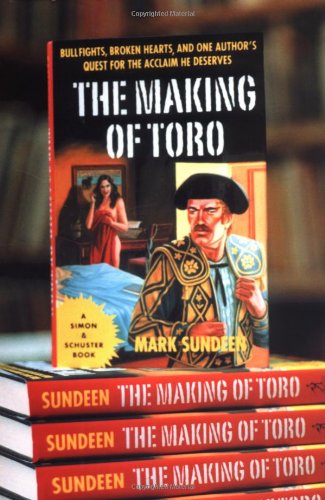 BULLFIGHTS, BROKEN HEARTS, AND ONE AUTHOR'S
QUEST FOR THE ACCLAIM HE DESERVES
THE MAKING
OF TORO
A
SIMON
&
SCHUSTER
BOOK
MARK SUNDEEN
SUNDEEN THE MAKING OF TORO
SUNDEEN THE MAKING OF TORO
SUNDEEN THE MAKING OF TORO